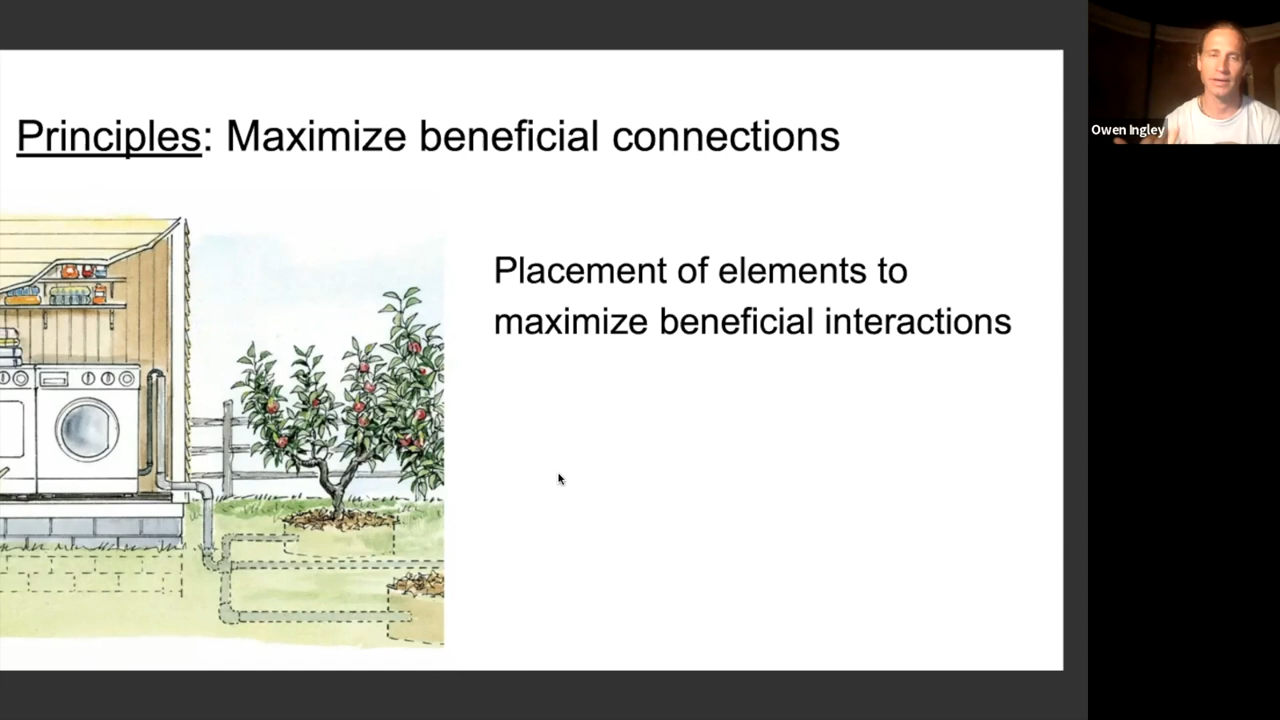 Principles: Maximize beneficial connections
Placement of elements to
maximize beneficial interactions
Owen Ingley